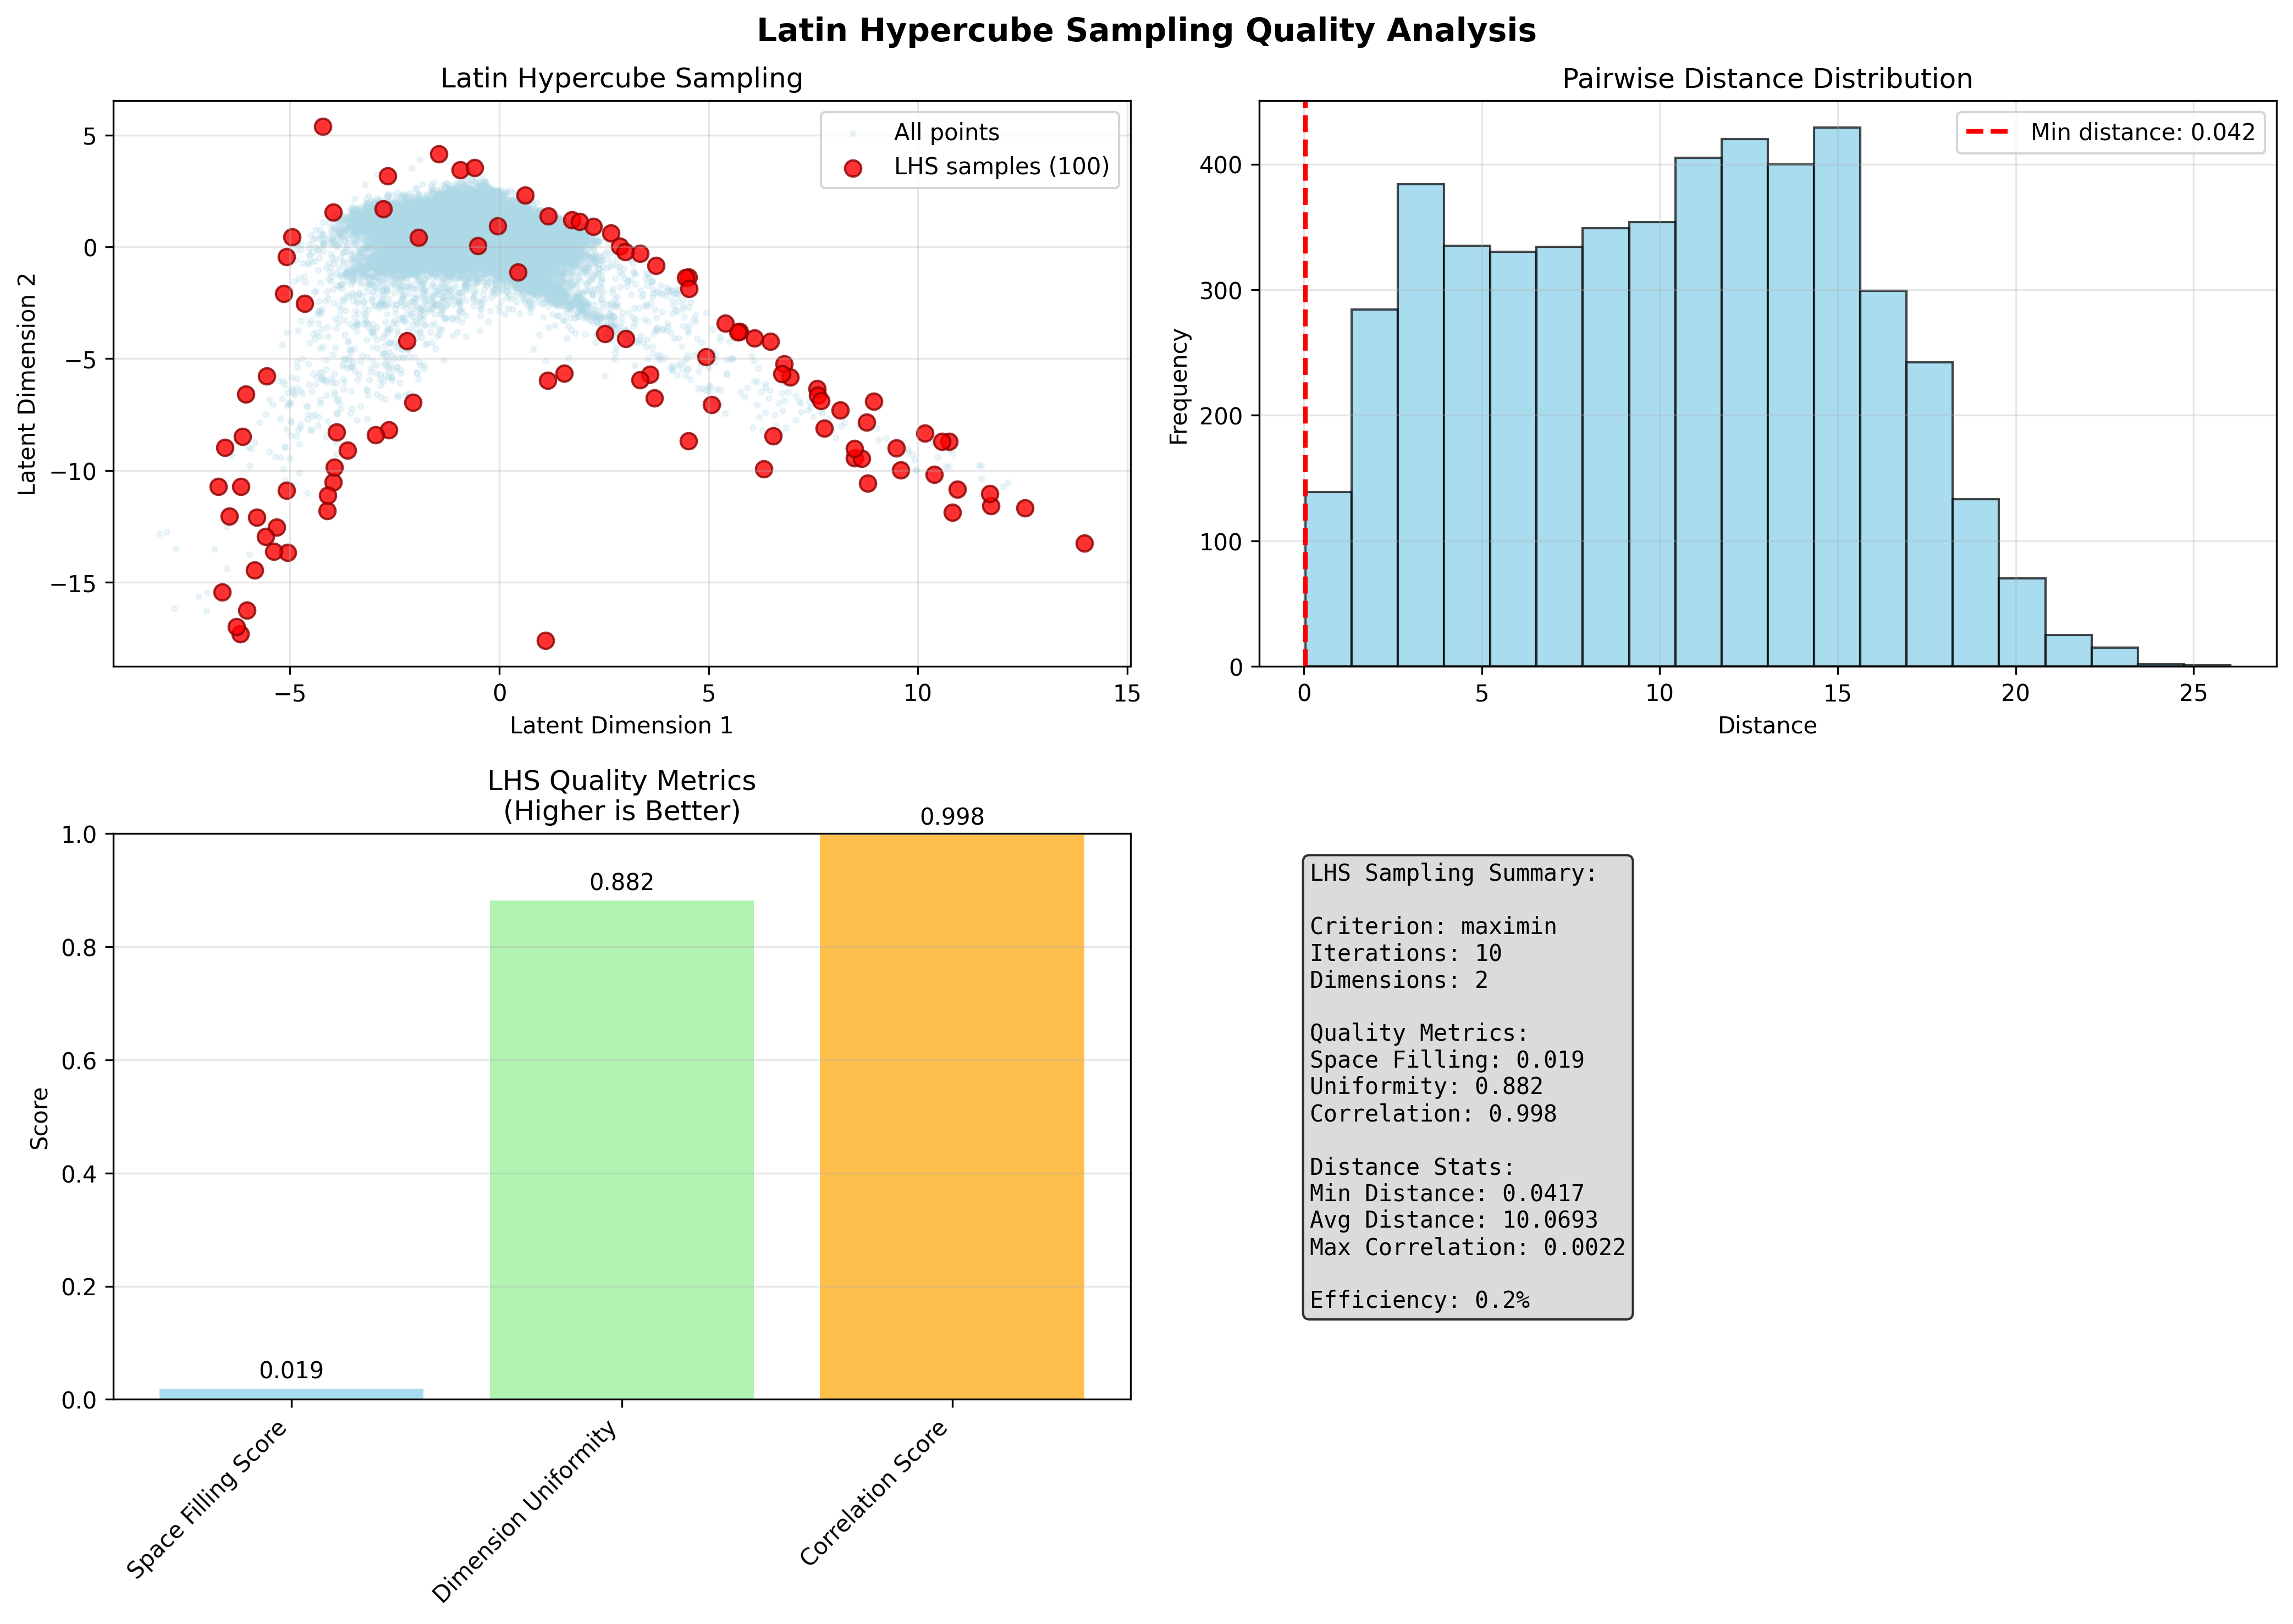 Latin Hypercube Sampling Quality Analysis
Latin Hypercube Sampling
All points
LHS samples (100)
5
0
−5
−10
−15
Latent Dimension 2
−5
0
5
10
15
Latent Dimension 1
Pairwise Distance Distribution
Min distance: 0.042
400
300
200
100
0
Frequency
0
5
10
15
20
25
Distance
LHS Quality Metrics
(Higher is Better)
1.0
0.8
0.6
0.4
0.2
0.0
Score
0.019
0.882
0.998
Space Filling Score
Dimension Uniformity
Correlation Score
LHS Sampling Summary:
Criterion: maximin
Iterations: 10
Dimensions: 2
Quality Metrics:
Space Filling: 0.019
Uniformity: 0.882
Correlation: 0.998
Distance Stats:
Min Distance: 0.0417
Avg Distance: 10.0693
Max Correlation: 0.0022
Efficiency: 0.2%